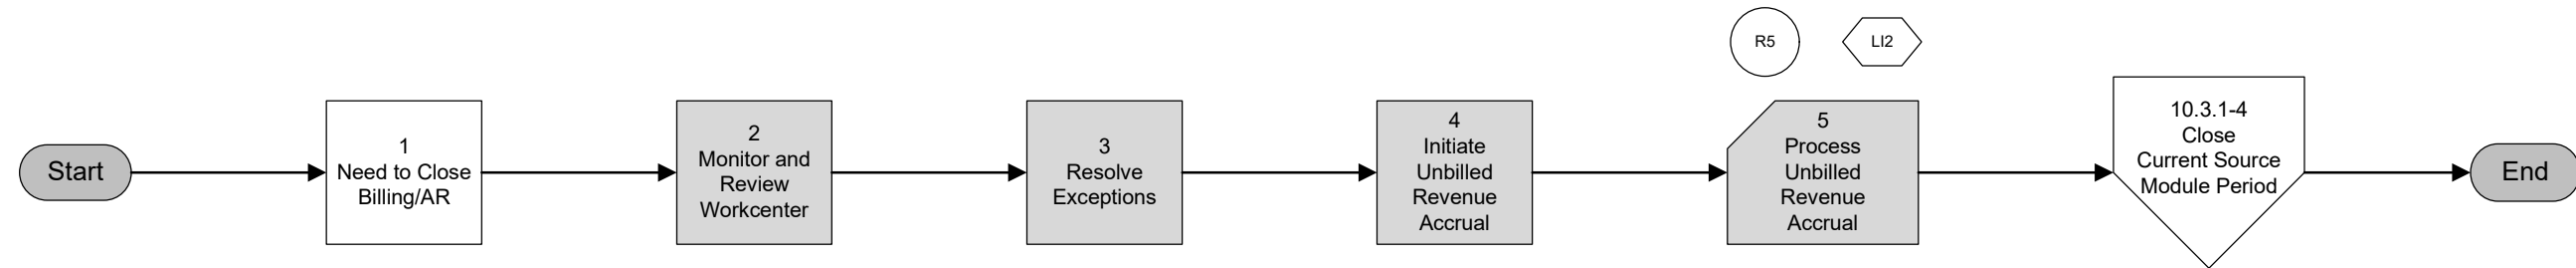 R5
LI2
Start
1
Need to Close
Billing/AR
2
Monitor and
Review
Workcenter
3
Resolve
Exceptions
4
Initiate
Unbilled
Revenue
Accrual
5
Process
Unbilled
Revenue
Accrual
10.3.1-4
Close
Current Source
Module Period
End